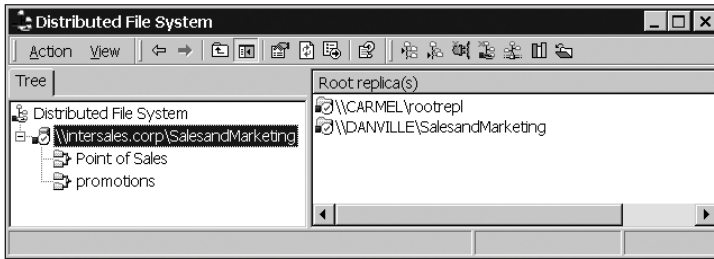 Distributed File System
Action View
Tree
Root replica(s)
Distributed File System
\\intersales.corp\SalesandMarketing
Point of Sales
promotions
\\CARMEL\rootrepl
\\DANVILLE\SalesandMarketing